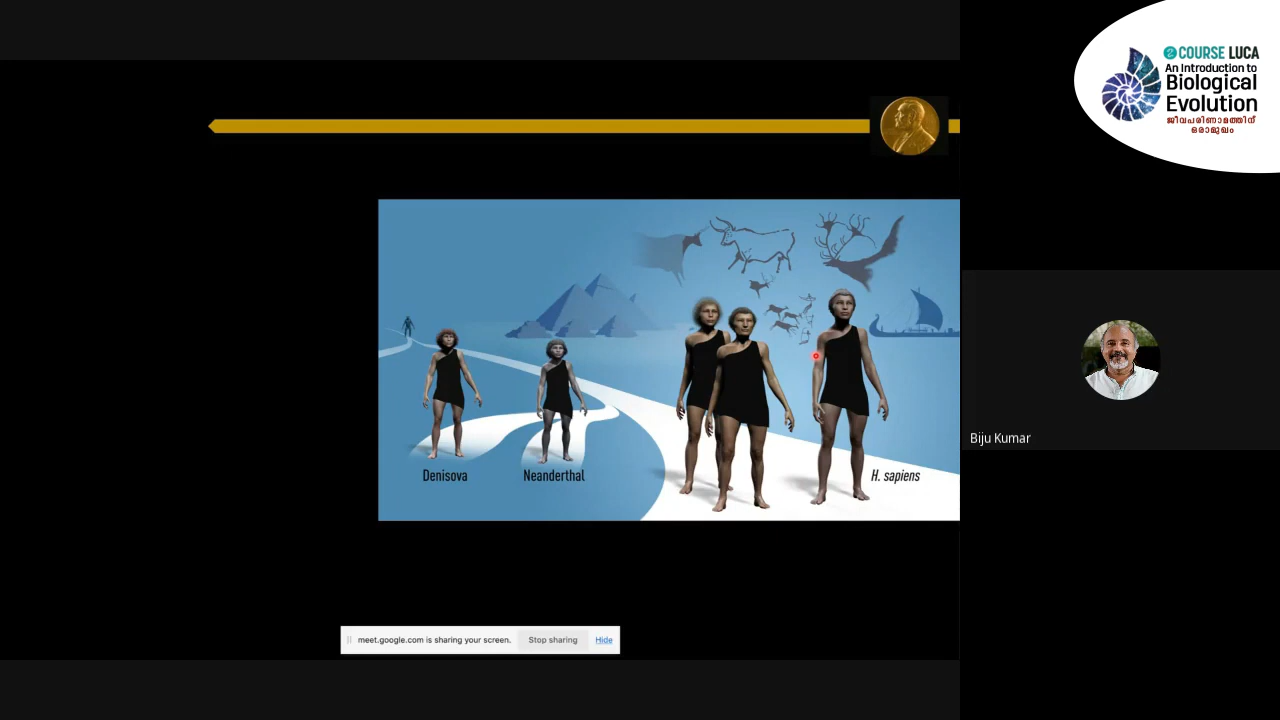 COURSE LUCA
An Introduction to
Biological
Evolution
ജീവപരിണാമത്തിന്
ഒരാമുഖം
Denisova
Neanderthal
H. sapiens
Biju Kumar
meet.google.com is sharing your screen.
Stop sharing
Hide